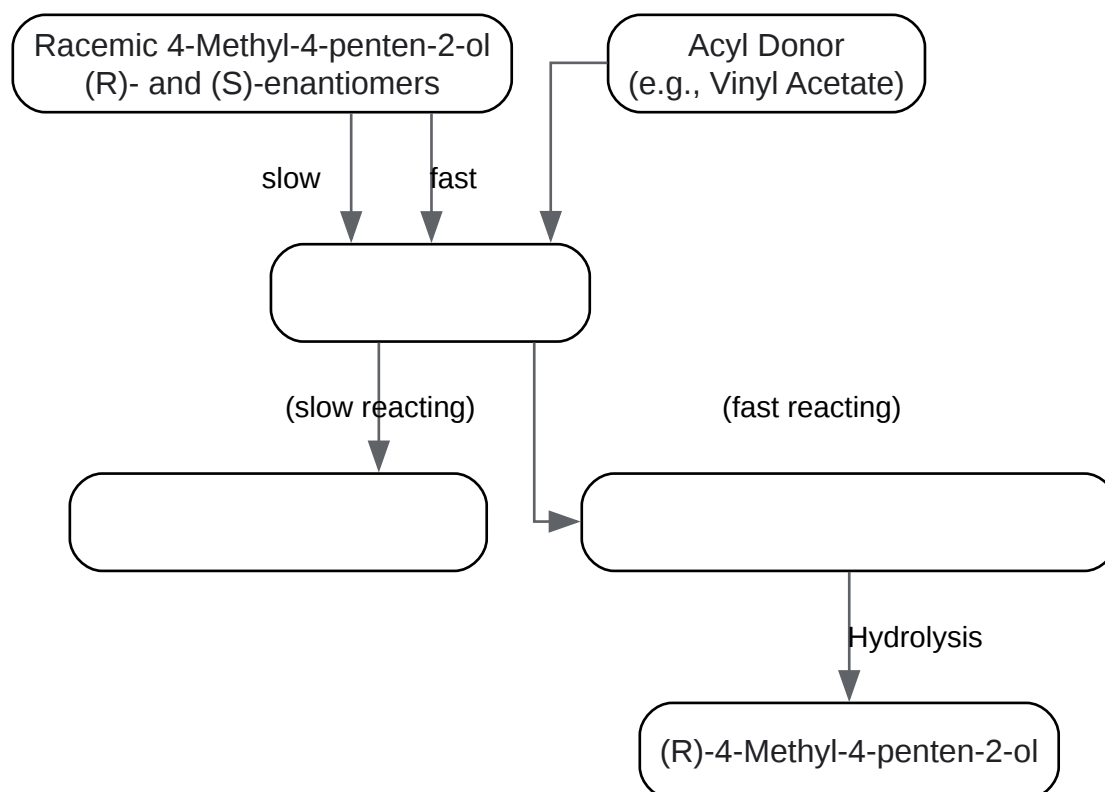 Racemic 4-Methyl-4-penten-2-ol
(R)- and (S)-enantiomers
Acyl Donor
(e.g., Vinyl Acetate)
slow
fast
(slow reacting)
(fast reacting)
Hydrolysis
(R)-4-Methyl-4-penten-2-ol